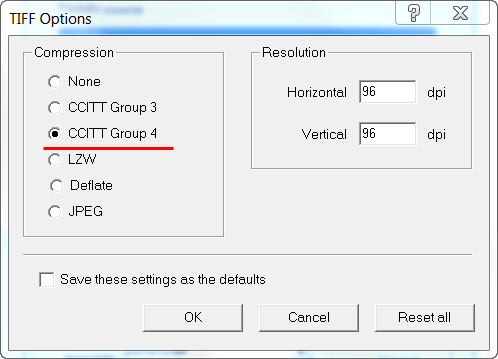 TIFF Options
Compression
None
CCITT Group 3
CCITT Group 4
LZW
Deflate
JPEG
Resolution
Horizontal 96 dpi
Vertical 96 dpi
Save these settings as the defaults
OK Cancel Reset all